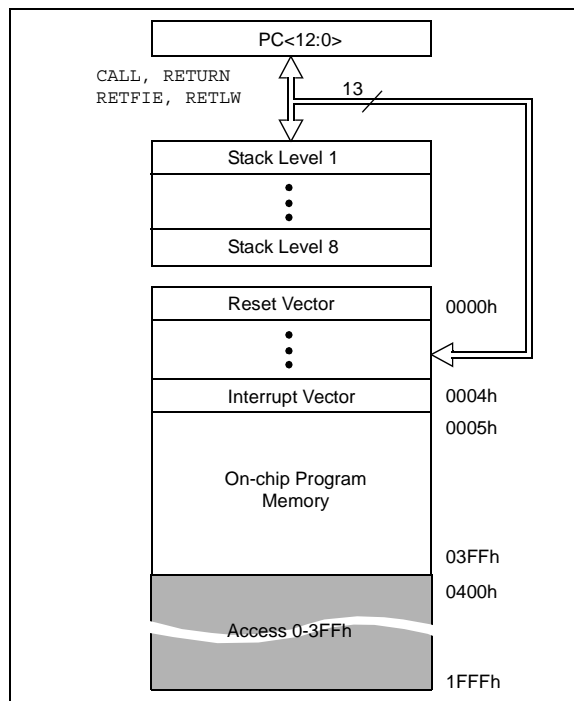 PC<12:0>
CALL, RETURN
RETFIE, RETLW
13
Stack Level 1
Stack Level 8
Reset Vector
0000h
Interrupt Vector
0004h
0005h
On-chip Program
Memory
03FFh
0400h
Access 0-3FFh
1FFFh